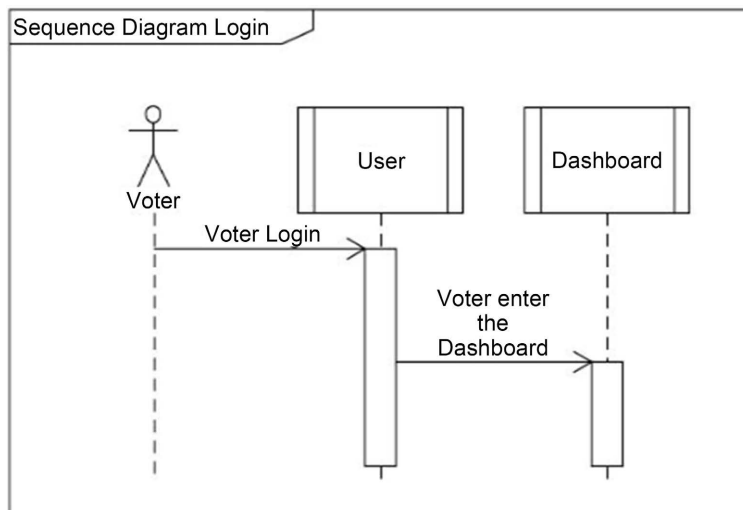 Sequence Diagram Login
Voter
User
Dashboard
Voter Login
Voter enter
the
Dashboard